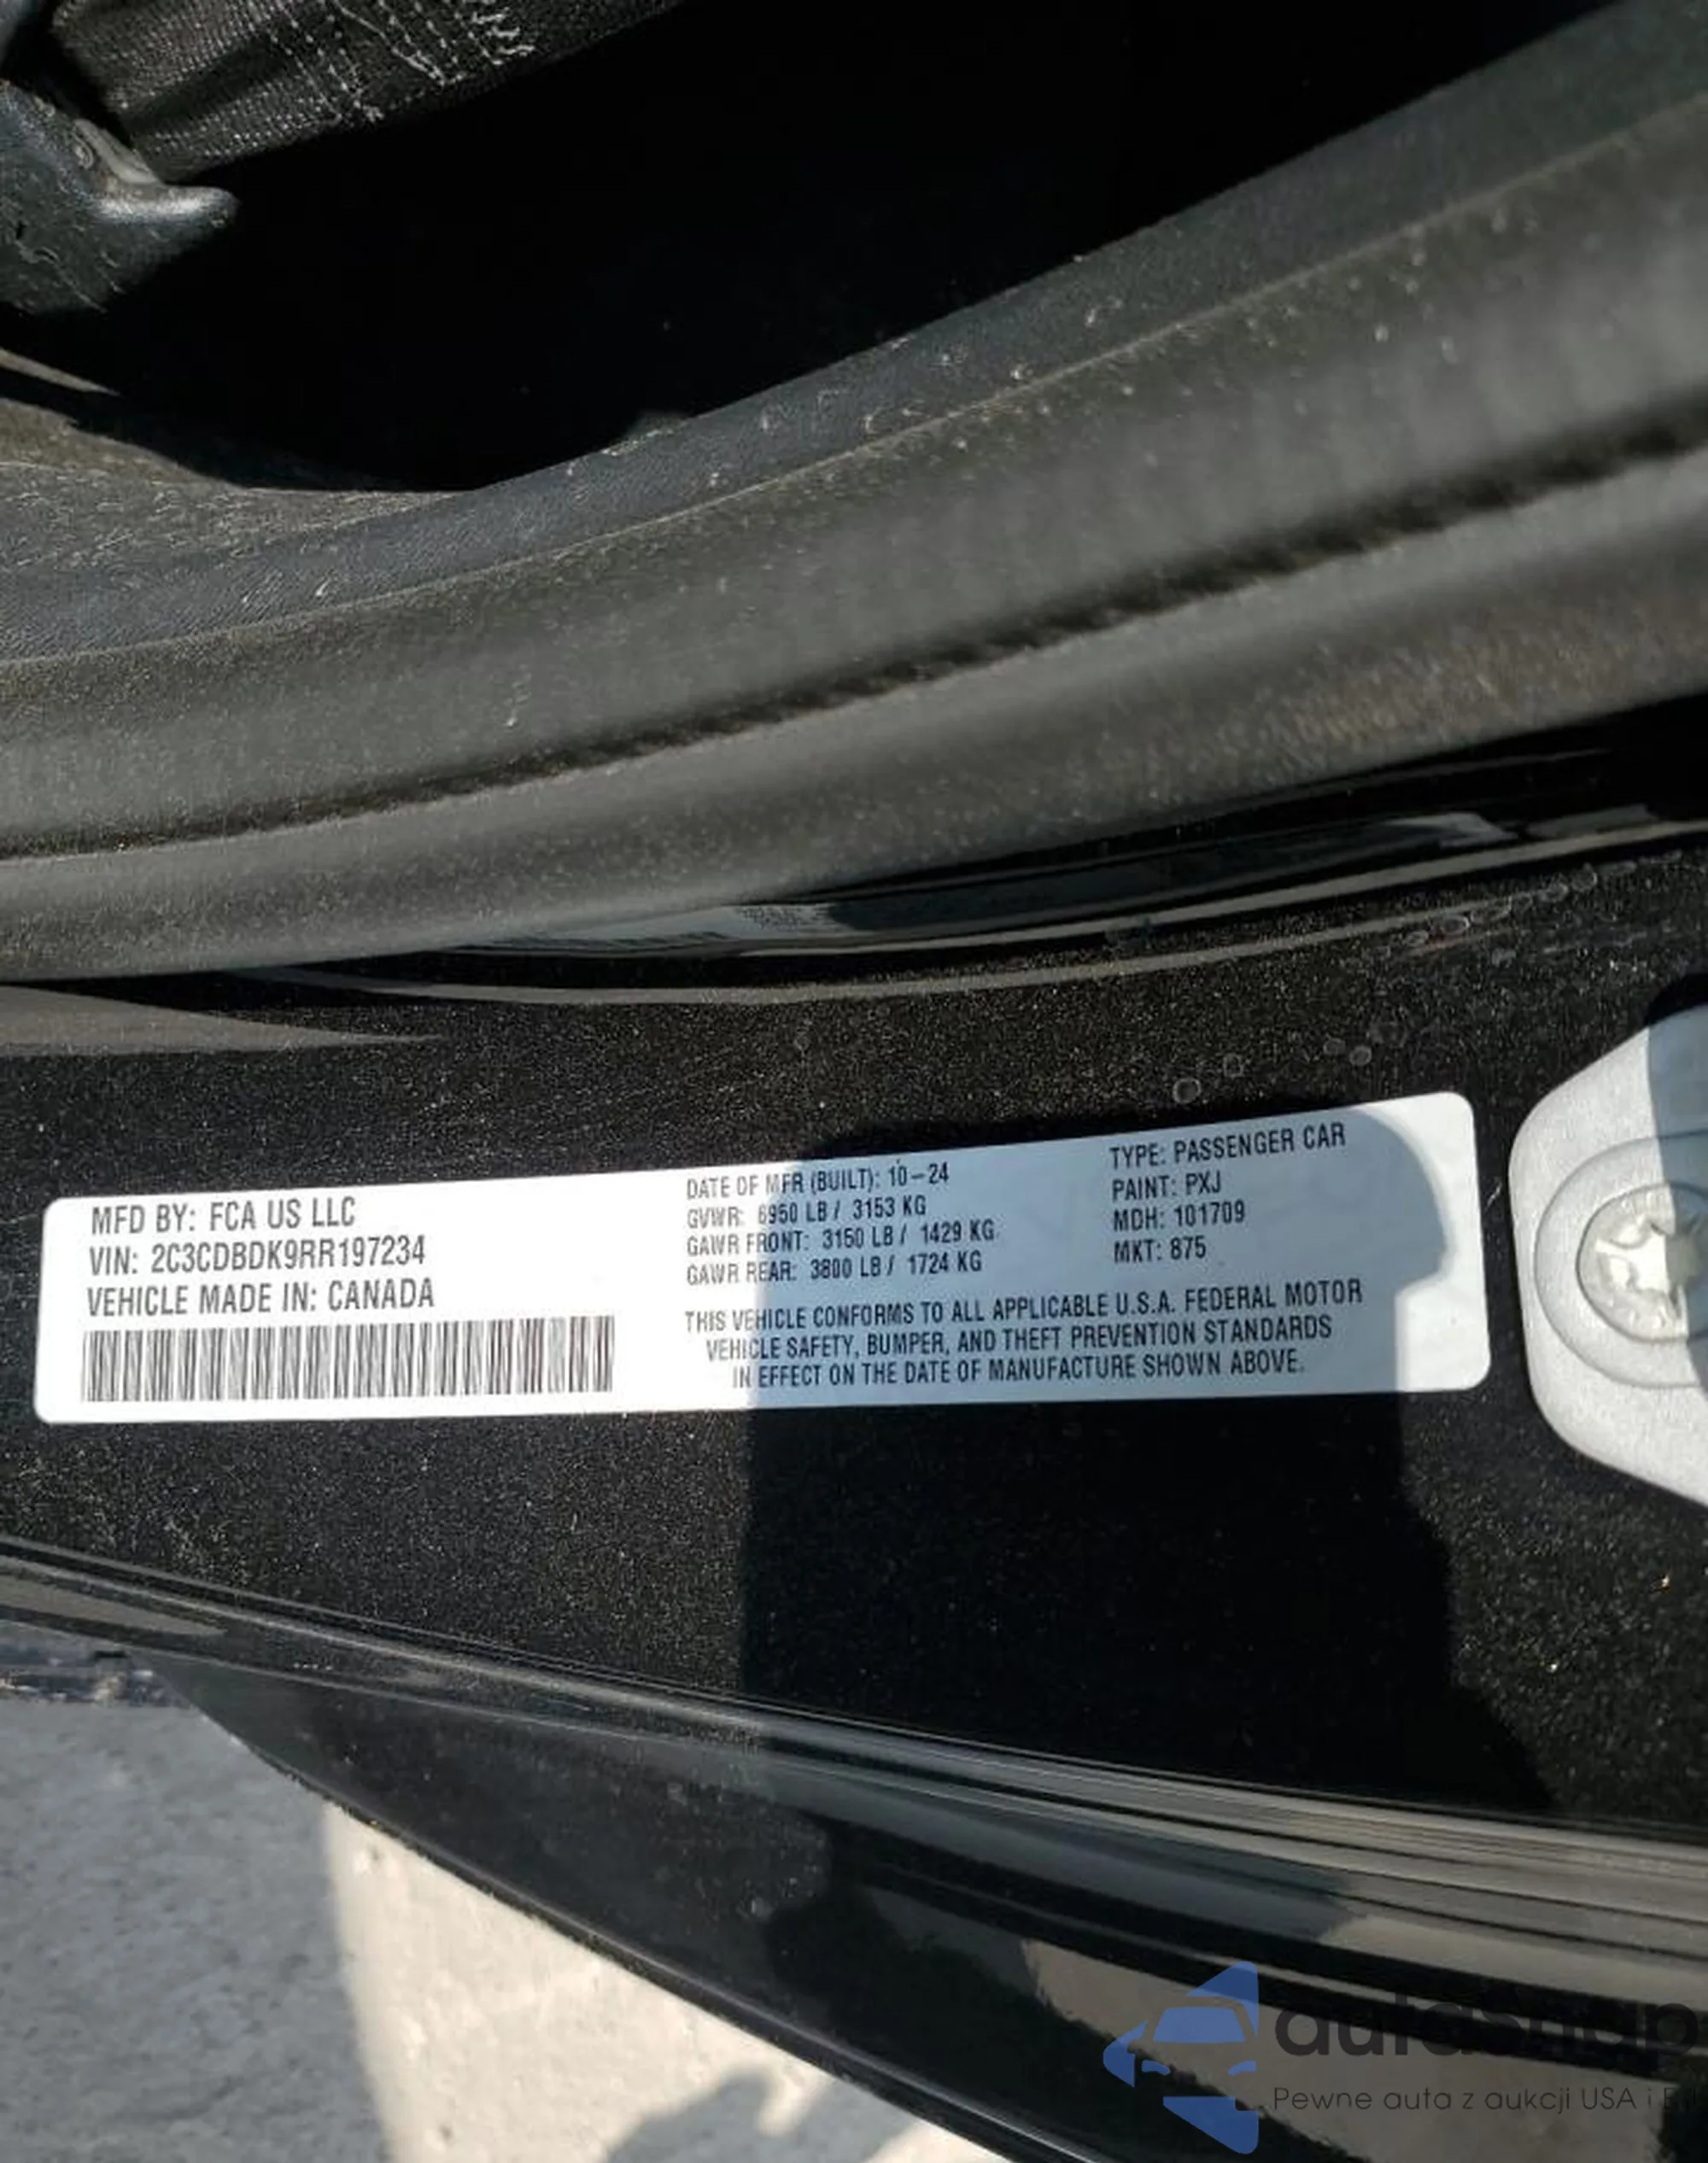 MFD BY: FCA US LLC
VIN: 2C3CDBDK9RR197234
VEHICLE MADE IN: CANADA
DATE OF MFR (BUILT): 10-24
GVWR: 6950 LB / 3153 KG
GAWR FRONT: 3150 LB / 1429 KG
GAWR REAR: 3800 LB / 1724 KG
TYPE: PASSENGER CAR
PAINT: PXJ
MDH: 101709
MKT: 875
THIS VEHICLE CONFORMS TO ALL APPLICABLE U.S.A. FEDERAL MOTOR
VEHICLE SAFETY, BUMPER, AND THEFT PREVENTION STANDARDS
IN EFFECT ON THE DATE OF MANUFACTURE SHOWN ABOVE.
autosnap
Pewne auta z aukcji USA i